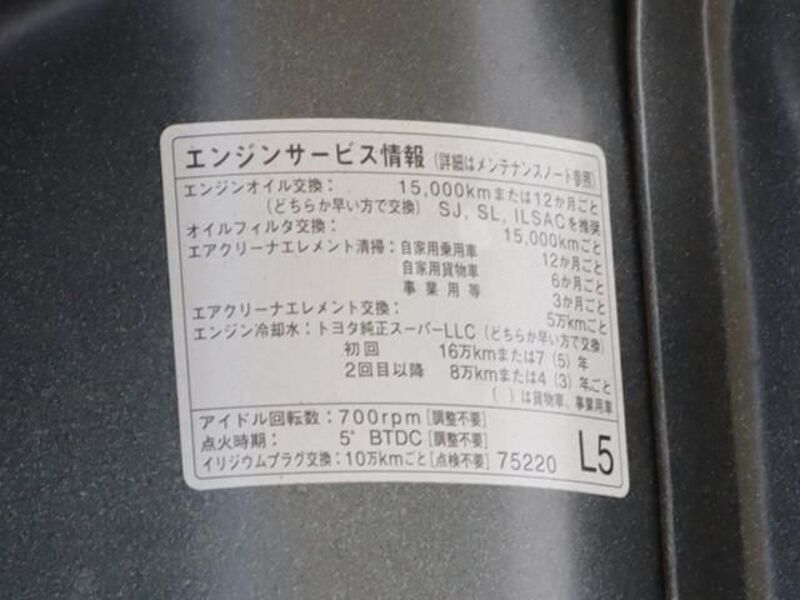 エンジンサービス情報（詳細はメンテナンスノート参照）
エンジンオイル交換： 15,000kmまたは12か月ごと
（どちらか早い方で交換） SJ, SL, ILSACを推奨
オイルフィルタ交換： 15,000kmごと
エアクリーナエレメント清掃：自家用乗用車 12か月ごと
自家用貨物車 6か月ごと
事業用等 3か月ごと
エアクリーナエレメント交換： 5万kmごと
エンジン冷却水：トヨタ純正スーパーLLC（どちらか早い方で交換）
初回 16万kmまたは7（5）年
2回目以降 8万kmまたは4（3）年ごと
（ ）は貨物車、事業用車
アイドル回転数：700rpm［調整不要］
点火時期： 5° BTDC［調整不要］
イリジウムプラグ交換：10万kmごと［点検不要］ 75220 L5